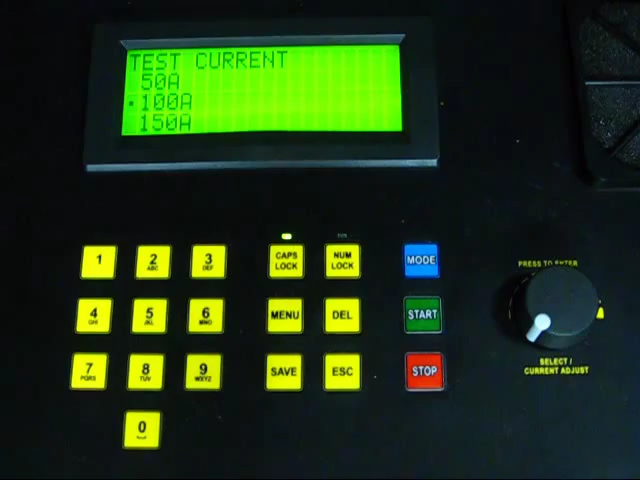 TEST CURRENT
50A
100A
150A
1
2
ABC
3
DEF
CAPS
LOCK
NUM
LOCK
MODE
PRESS TO ENTER
4
GHI
5
JKL
6
MNO
MENU
DEL
START
7
PQRS
8
TUV
9
WXYZ
SAVE
ESC
STOP
SELECT /
CURRENT ADJUST
0